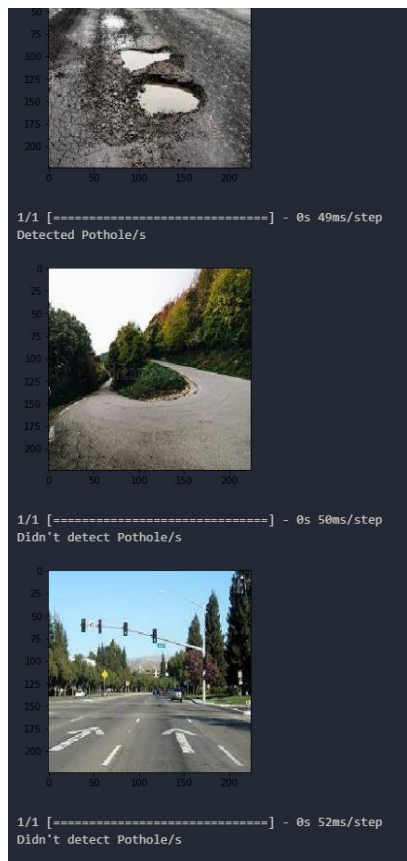 50
75
100
125
150
175
200
0 50 100 150 200
1/1 [==============================] - 0s 49ms/step
Detected Pothole/s
0
25
50
75
100
125
150
175
200
0 50 100 150 200
1/1 [==============================] - 0s 50ms/step
Didn't detect Pothole/s
0
25
50
75
100
125
150
175
200
0 50 100 150 200
1/1 [==============================] - 0s 52ms/step
Didn't detect Pothole/s